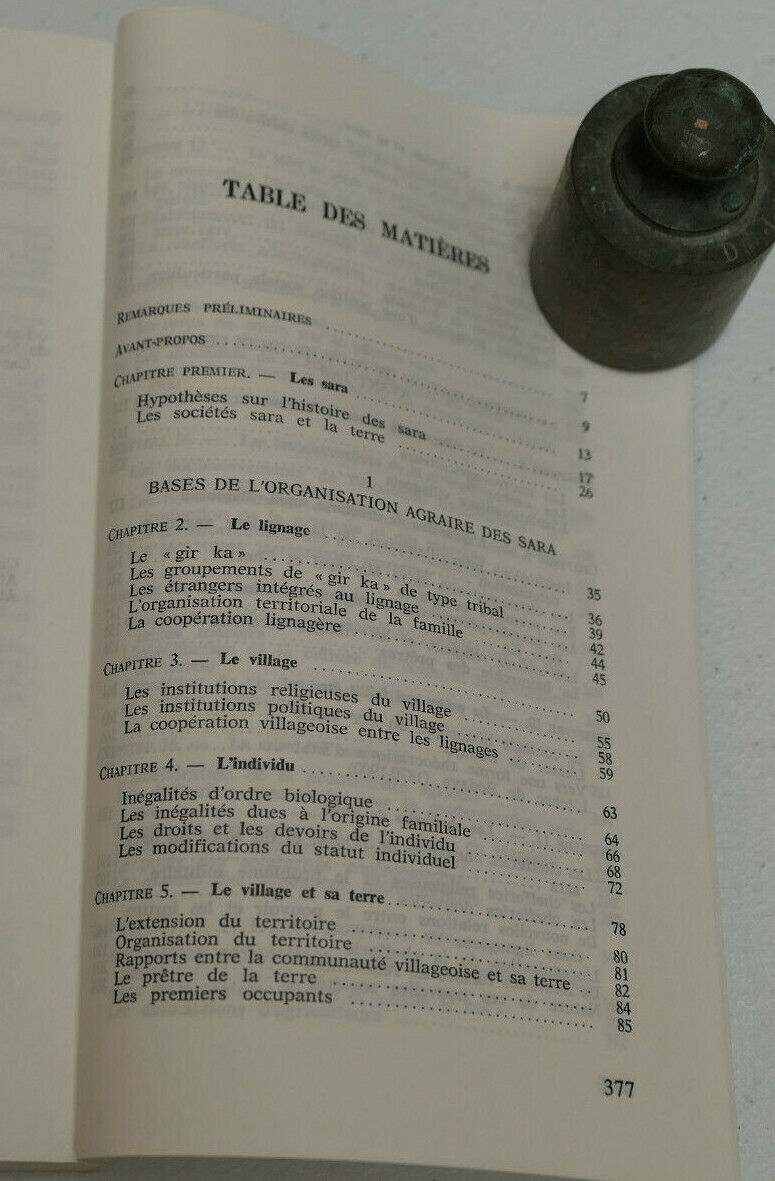 TABLE DES MATIÈRES
REMARQUES PRÉLIMINAIRES .......... 7
AVANT-PROPOS .......... 9
CHAPITRE PREMIER. — Les sara .......... 13
Hypothèses sur l'histoire des sara .......... 17
Les sociétés sara et la terre .......... 26
1
BASES DE L'ORGANISATION AGRAIRE DES SARA
CHAPITRE 2. — Le lignage .......... 35
Le « gir ka » .......... 36
Les groupements de « gir ka » de type tribal .......... 39
Les étrangers intégrés au lignage .......... 42
L'organisation territoriale de la famille .......... 44
La coopération lignagère .......... 45
CHAPITRE 3. — Le village .......... 50
Les institutions religieuses du village .......... 55
Les institutions politiques du village .......... 58
La coopération villageoise entre les lignages .......... 59
CHAPITRE 4. — L'individu .......... 63
Inégalités d'ordre biologique .......... 64
Les inégalités dues à l'origine familiale .......... 66
Les droits et les devoirs de l'individu .......... 68
Les modifications du statut individuel .......... 72
CHAPITRE 5. — Le village et sa terre .......... 78
L'extension du territoire .......... 80
Organisation du territoire .......... 81
Rapports entre la communauté villageoise et sa terre .. 82
Le prêtre de la terre .......... 84
Les premiers occupants .......... 85
377